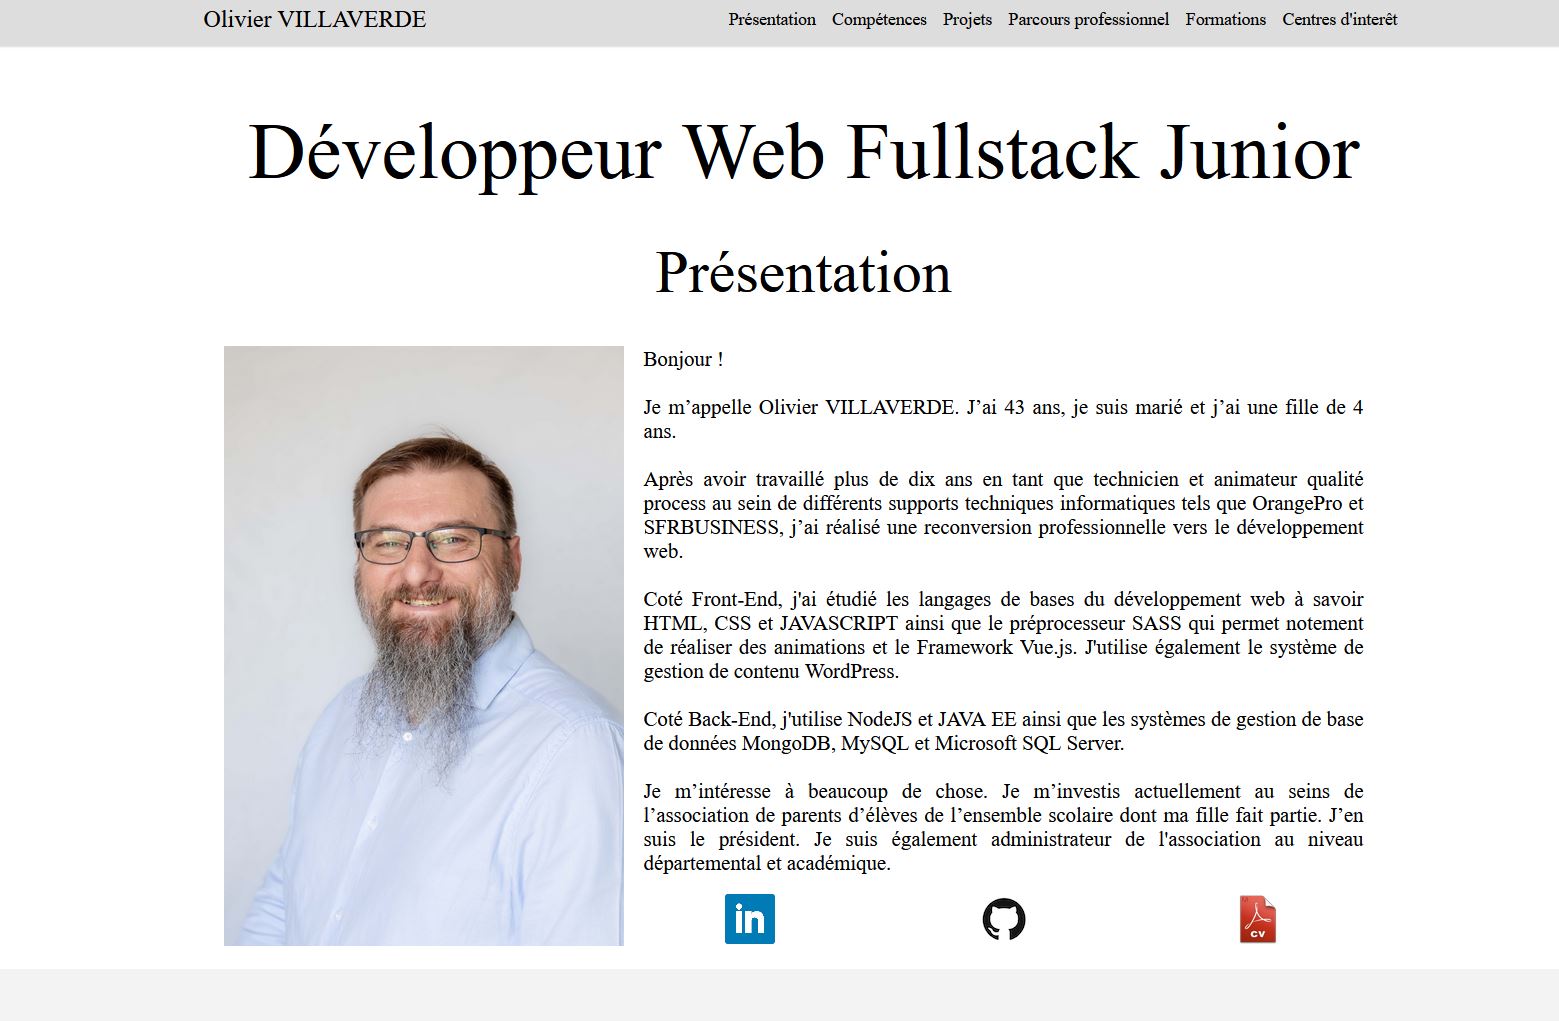 Olivier VILLAVERDE
Présentation Compétences Projets Parcours professionnel Formations Centres d'interêt
Développeur Web Fullstack Junior
Présentation
Bonjour !
Je m’appelle Olivier VILLAVERDE. J’ai 43 ans, je suis marié et j’ai une fille de 4
ans.
Après avoir travaillé plus de dix ans en tant que technicien et animateur qualité
process au sein de différents supports techniques informatiques tels que OrangePro et
SFRBUSINESS, j’ai réalisé une reconversion professionnelle vers le développement
web.
Coté Front-End, j'ai étudié les langages de bases du développement web à savoir
HTML, CSS et JAVASCRIPT ainsi que le préprocesseur SASS qui permet notement
de réaliser des animations et le Framework Vue.js. J'utilise également le système de
gestion de contenu WordPress.
Coté Back-End, j'utilise NodeJS et JAVA EE ainsi que les systèmes de gestion de base
de données MongoDB, MySQL et Microsoft SQL Server.
Je m’intéresse à beaucoup de chose. Je m’investis actuellement au seins de
l’association de parents d’élèves de l’ensemble scolaire dont ma fille fait partie. J’en
suis le président. Je suis également administrateur de l'association au niveau
départemental et académique.
in
CV